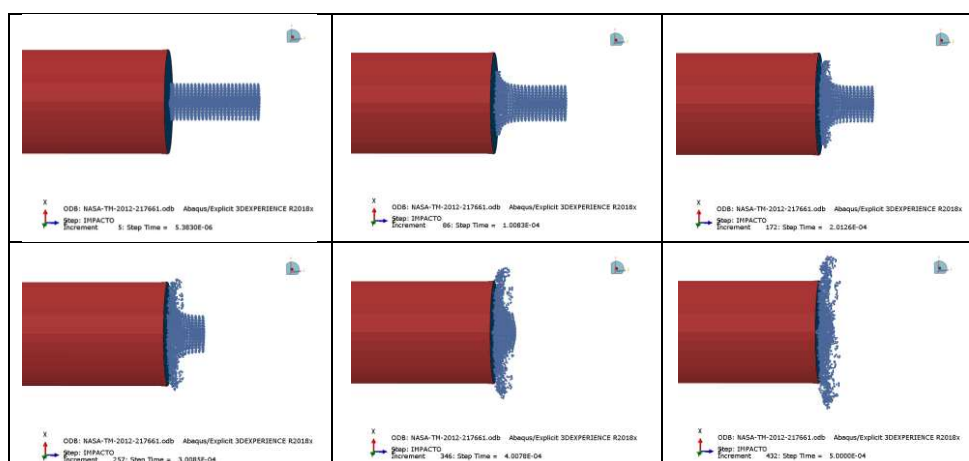 X
ODB: NASA-TM-2012-217661.odb Abaqus/Explicit 3DEXPERIENCE R2018x
Step: IMPACTO
Increment 5: Step Time = 5.3830E-06
X
ODB: NASA-TM-2012-217661.odb Abaqus/Explicit 3DEXPERIENCE R2018x
Step: IMPACTO
Increment 86: Step Time = 1.0083E-04
X
ODB: NASA-TM-2012-217661.odb Abaqus/Explicit 3DEXPERIENCE R2018x
Step: IMPACTO
Increment 172: Step Time = 2.0126E-04
X
ODB: NASA-TM-2012-217661.odb Abaqus/Explicit 3DEXPERIENCE R2018x
Step: IMPACTO
Increment 257: Step Time = 3.0085E-04
X
ODB: NASA-TM-2012-217661.odb Abaqus/Explicit 3DEXPERIENCE R2018x
Step: IMPACTO
Increment 346: Step Time = 4.0078E-04
X
ODB: NASA-TM-2012-217661.odb Abaqus/Explicit 3DEXPERIENCE R2018x
Step: IMPACTO
Increment 432: Step Time = 5.0000E-04